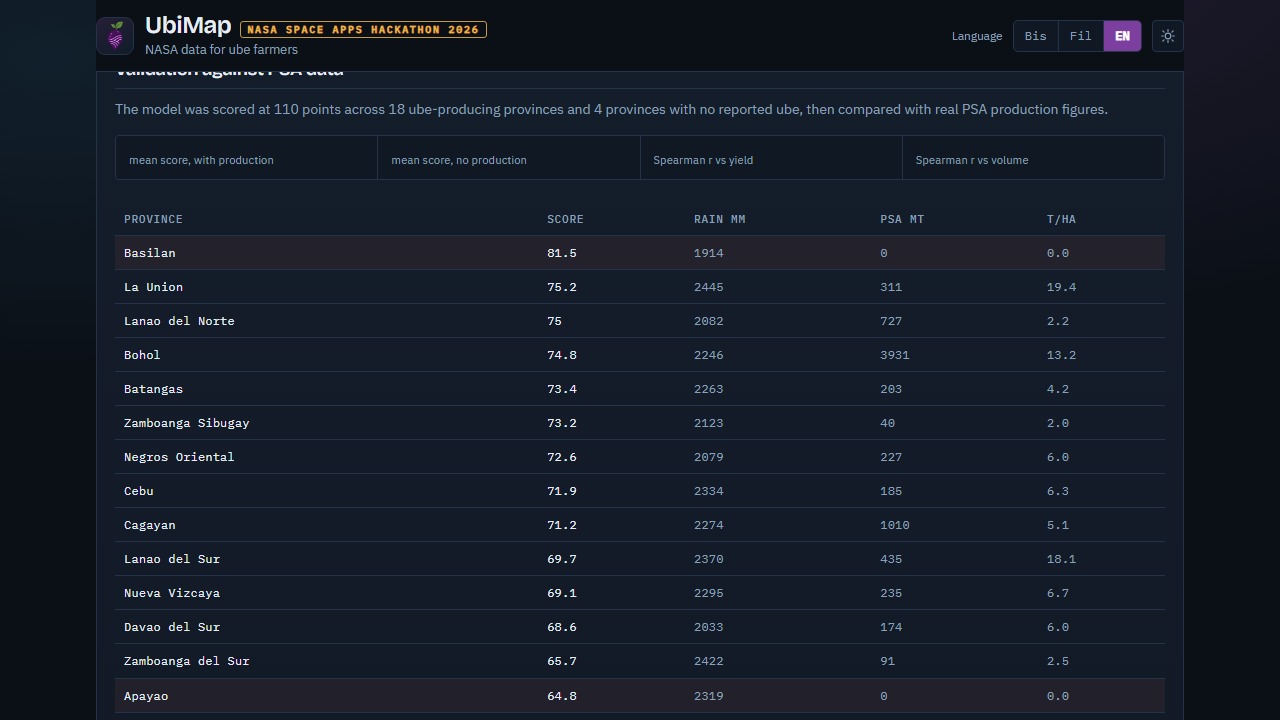 UbiMap NASA SPACE APPS HACKATHON 2026
NASA data for ube farmers
Language Bis Fil EN
Validation against PSA data
The model was scored at 110 points across 18 ube-producing provinces and 4 provinces with no reported ube, then compared with real PSA production figures.
mean score, with production mean score, no production Spearman r vs yield Spearman r vs volume
PROVINCE SCORE RAIN MM PSA MT T/HA
Basilan 81.5 1914 0 0.0
La Union 75.2 2445 311 19.4
Lanao del Norte 75 2082 727 2.2
Bohol 74.8 2246 3931 13.2
Batangas 73.4 2263 203 4.2
Zamboanga Sibugay 73.2 2123 40 2.0
Negros Oriental 72.6 2079 227 6.0
Cebu 71.9 2334 185 6.3
Cagayan 71.2 2274 1010 5.1
Lanao del Sur 69.7 2370 435 18.1
Nueva Vizcaya 69.1 2295 235 6.7
Davao del Sur 68.6 2033 174 6.0
Zamboanga del Sur 65.7 2422 91 2.5
Apayao 64.8 2319 0 0.0